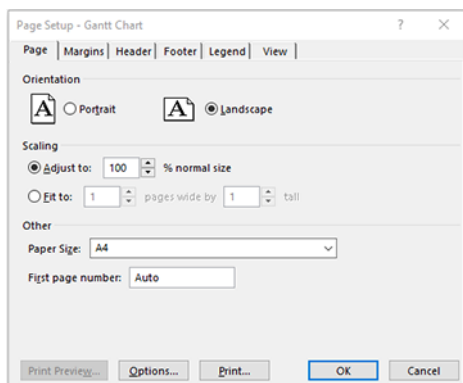 Page Setup - Gantt Chart ? ×
Page Margins Header Footer Legend View
Orientation
A Portrait A Landscape
Scaling
Adjust to: 100 % normal size
Fit to: 1 pages wide by 1 tall
Other
Paper Size: A4
First page number: Auto
Print Preview... Options... Print... OK Cancel